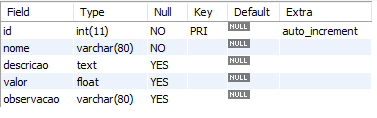 Field Type Null Key Default Extra
id int(11) NO PRI NULL auto_increment
nome varchar(80) NO NULL
descricao text YES NULL
valor float YES NULL
observacao varchar(80) YES NULL